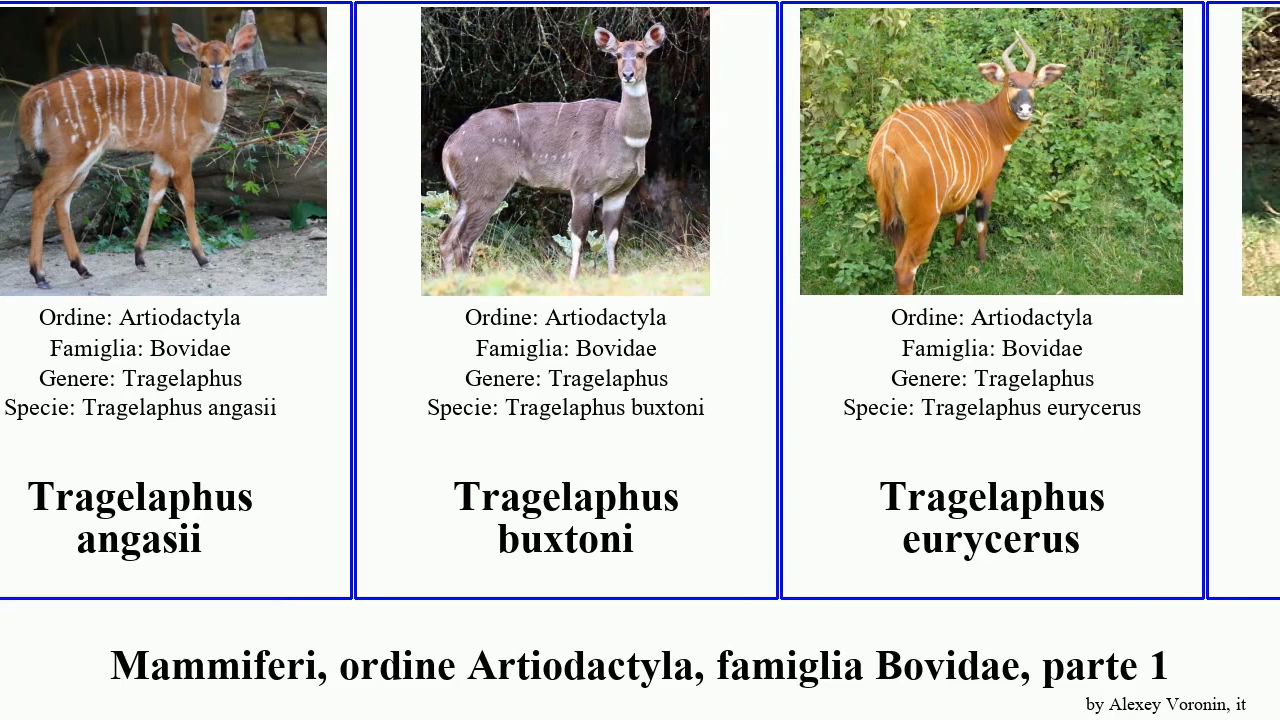 Ordine: Artiodactyla
Famiglia: Bovidae
Genere: Tragelaphus
Specie: Tragelaphus angasii
Tragelaphus
angasii
Ordine: Artiodactyla
Famiglia: Bovidae
Genere: Tragelaphus
Specie: Tragelaphus buxtoni
Tragelaphus
buxtoni
Ordine: Artiodactyla
Famiglia: Bovidae
Genere: Tragelaphus
Specie: Tragelaphus eurycerus
Tragelaphus
eurycerus
Mammiferi, ordine Artiodactyla, famiglia Bovidae, parte 1
by Alexey Voronin, it